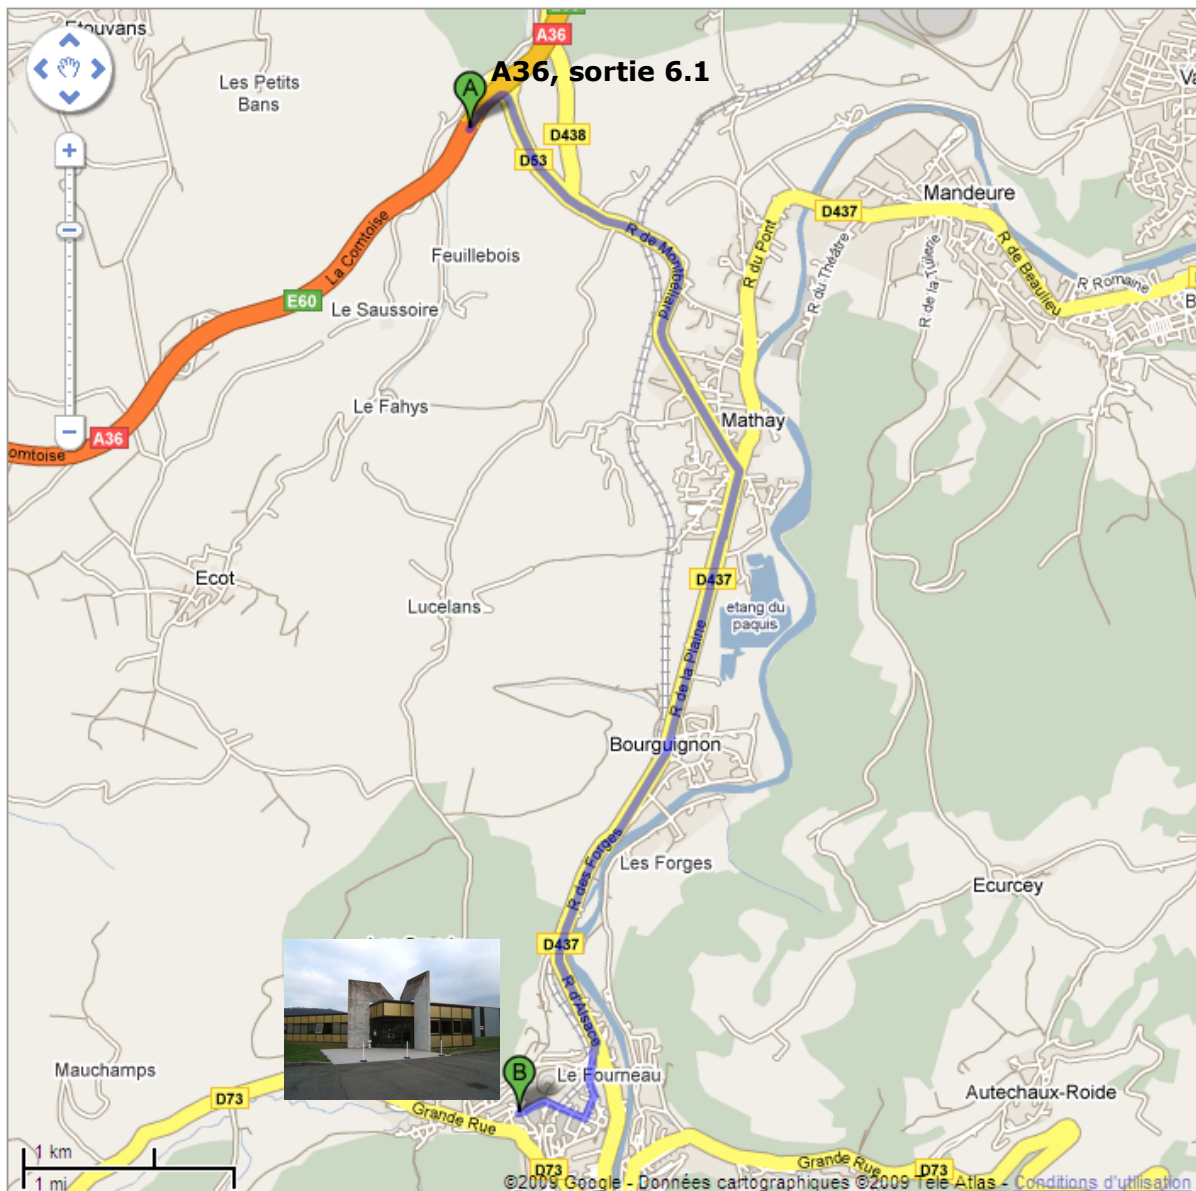 Etouvans
A36
A36, sortie 6.1
Les Petits
Bans
A
D438
D53
Mandeure
D437
R de Montbéliard
R du Pont
R du Théâtre
R de la Tuilerie
R de Beaulieu
R Romaine
La Comtoise
Feuillebois
E60
Le Saussoire
Le Fahys
Mathay
A36
omtoise
Ecot
D437
Lucelans
etang du
paquis
R de la Plaine
Bourguignon
R des Forges
Les Forges
Ecurcey
D437
R d'Alsace
Mauchamps
B
Le Fourneau
Autechaux-Roide
D73
Grande Rue
D73
Grande Rue
D73
1 km
1 mi
©2009 Google - Données cartographiques ©2009 Tele Atlas - Conditions d'utilisation